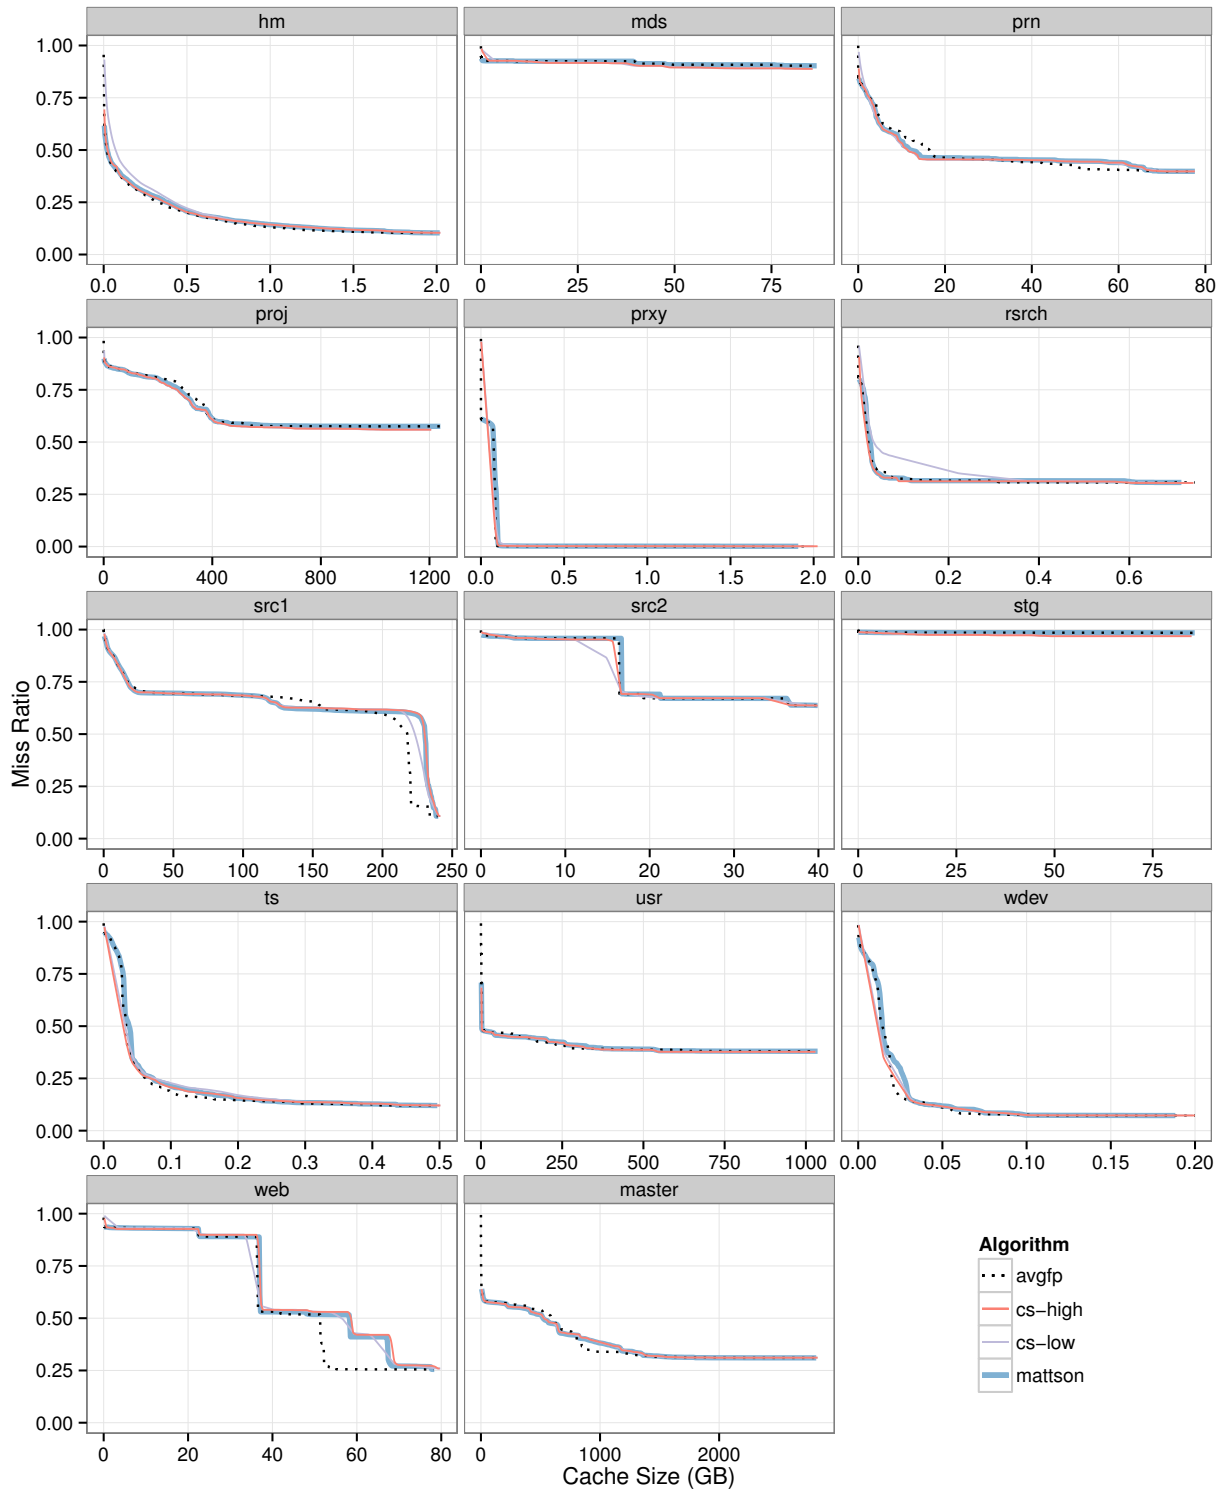 hm
mds
prn
1.00
0.75
0.50
0.25
0.00
0.0 0.5 1.0 1.5 2.0
0 25 50 75
0 20 40 60 80
proj
prxy
rsrch
1.00
0.75
0.50
0.25
0.00
0 400 800 1200
0.0 0.5 1.0 1.5 2.0
0.0 0.2 0.4 0.6
src1
src2
stg
1.00
0.75
0.50
0.25
0.00
0 50 100 150 200 250
0 10 20 30 40
0 25 50 75
Miss Ratio
ts
usr
wdev
1.00
0.75
0.50
0.25
0.00
0.0 0.1 0.2 0.3 0.4 0.5
0 250 500 750 1000
0.00 0.05 0.10 0.15 0.20
web
master
1.00
0.75
0.50
0.25
0.00
0 20 40 60 80
0 1000 2000
Cache Size (GB)
Algorithm
avgfp
cs−high
cs−low
mattson